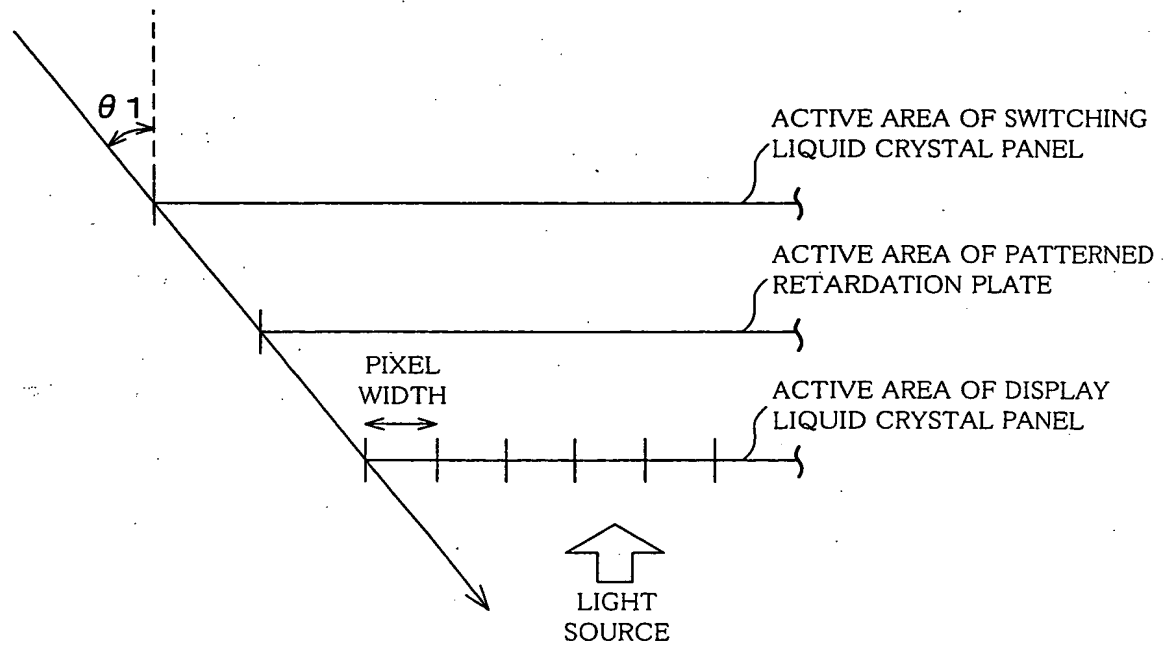 θ 1
ACTIVE AREA OF SWITCHING
LIQUID CRYSTAL PANEL
ACTIVE AREA OF PATTERNED
RETARDATION PLATE
PIXEL
WIDTH
ACTIVE AREA OF DISPLAY
LIQUID CRYSTAL PANEL
LIGHT
SOURCE